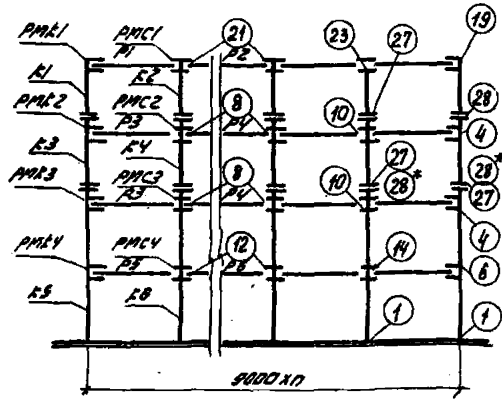 РМК1 РМС1 21 23 27 19
Р1 Р2
К1 К2
РМК2 РМС2 8 10 28
Р3 Р4 4
К3 К4
РМК3 РМС3 8 27 28*
Р3 Р4 10 28* 27
4
РМК4 РМС4 12 14 6
Р5 Р6
К5 К8 1 1
9000 х п